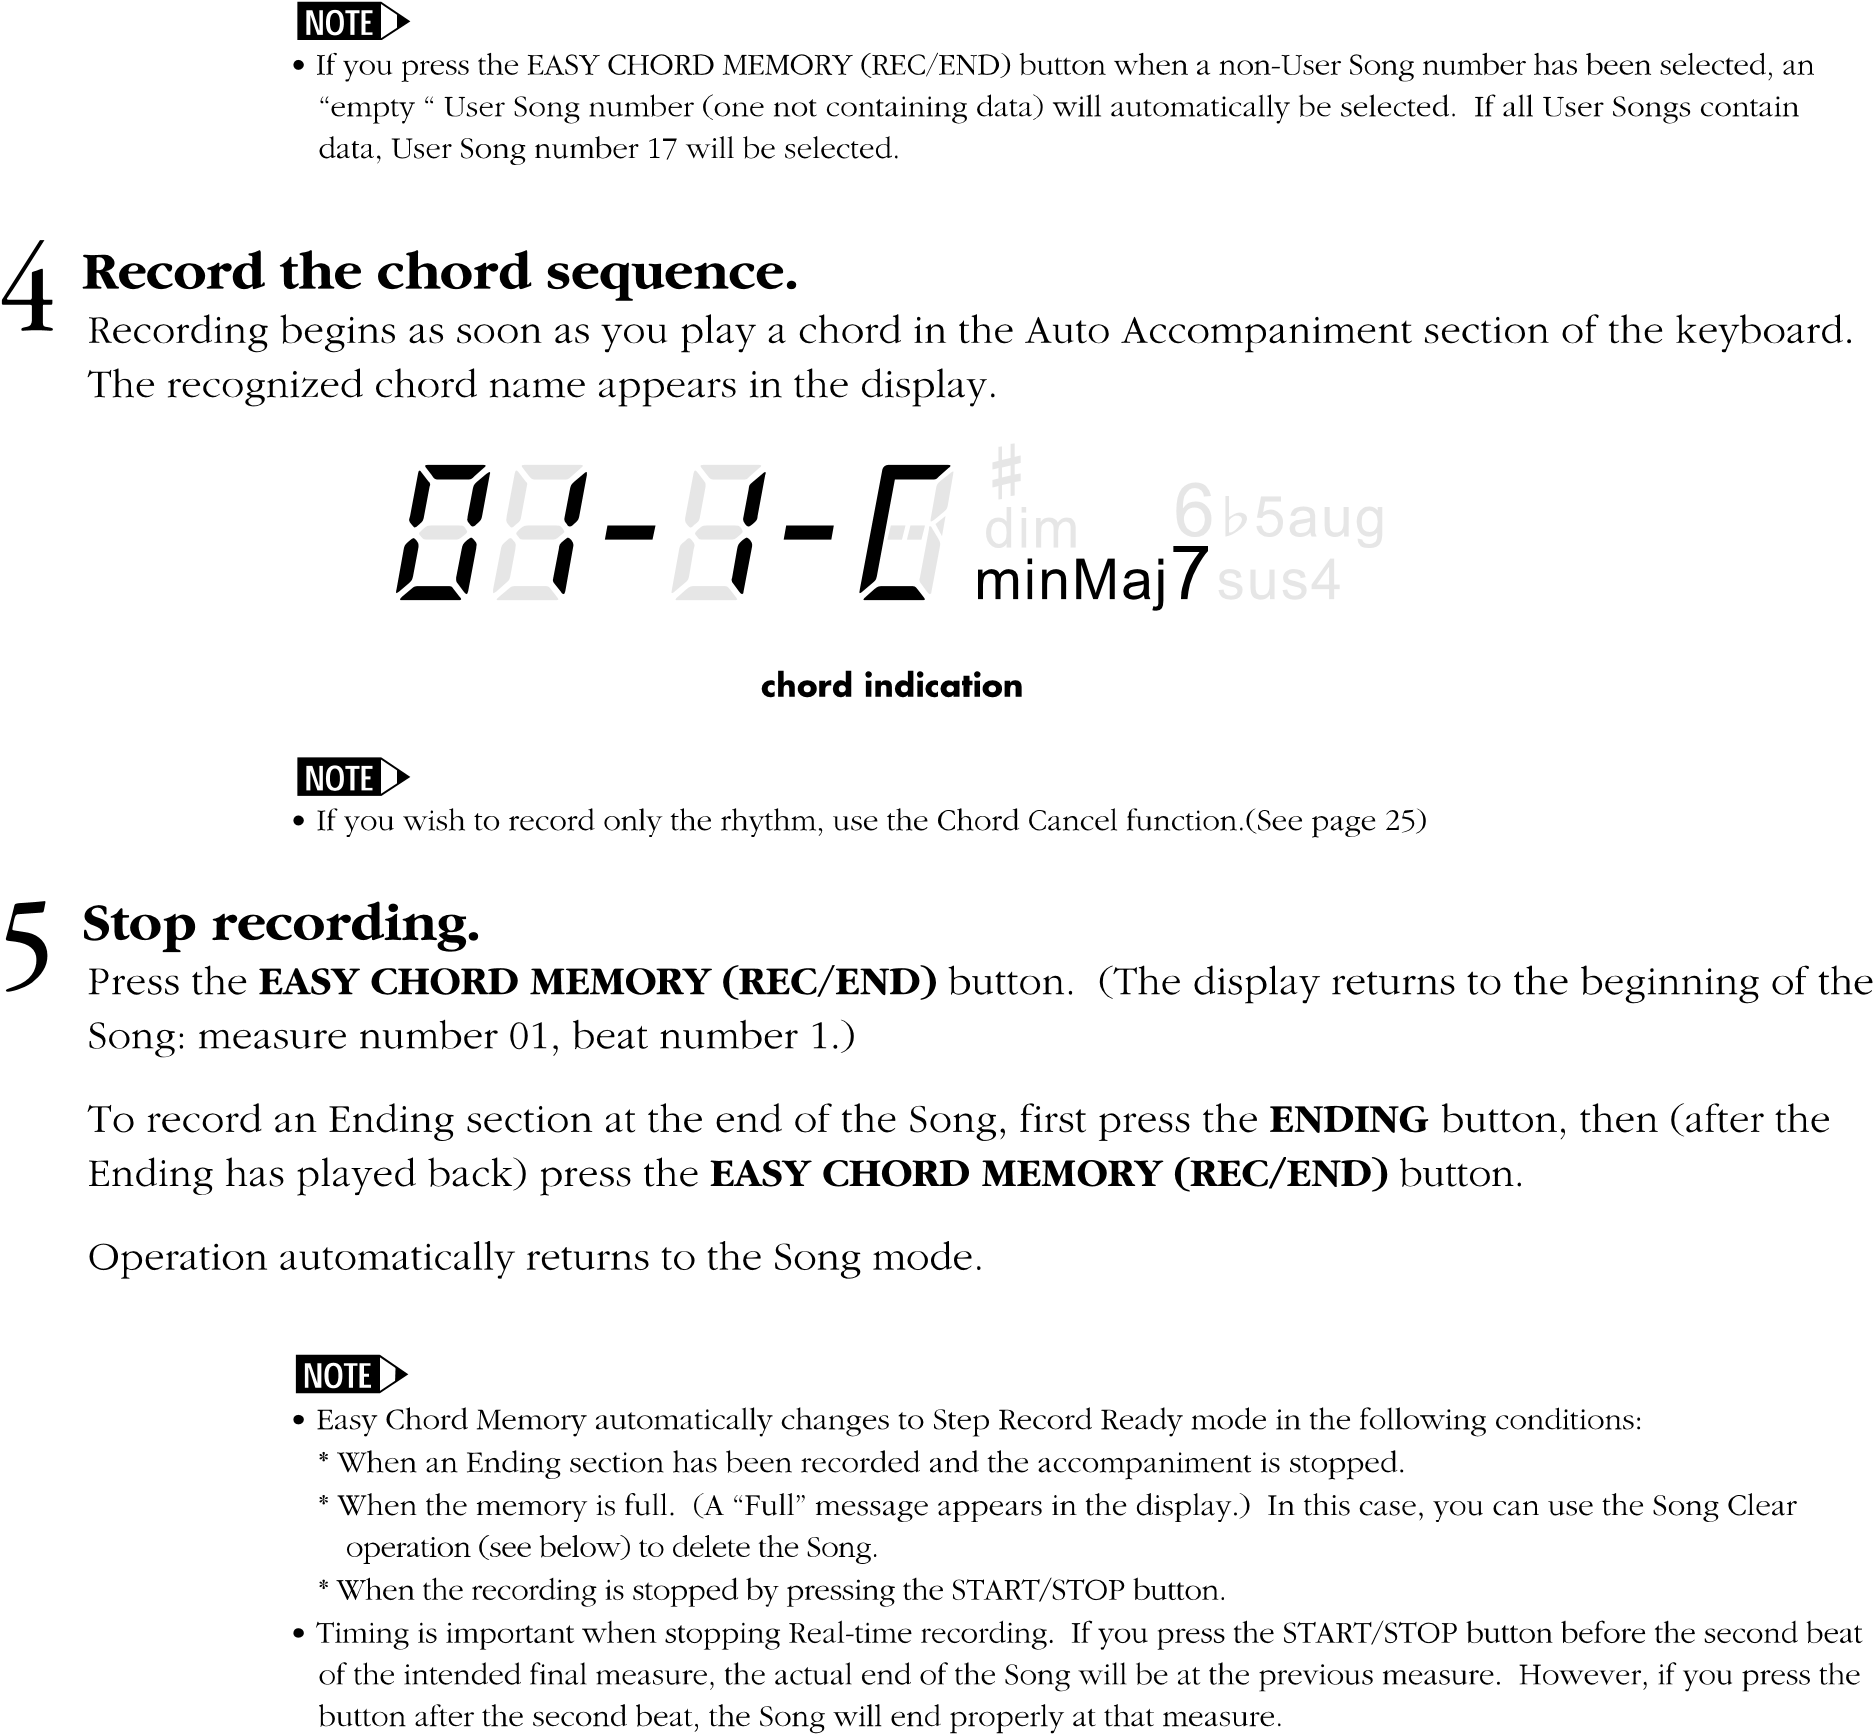 NOTE
• If you press the EASY CHORD MEMORY (REC/END) button when a non-User Song number has been selected, an
“empty “ User Song number (one not containing data) will automatically be selected.  If all User Songs contain
data, User Song number 17 will be selected.
4 Record the chord sequence.
Recording begins as soon as you play a chord in the Auto Accompaniment section of the keyboard.
The recognized chord name appears in the display.
♯
dim 6♭5aug
01-1-C minMaj7 sus4
chord indication
NOTE
• If you wish to record only the rhythm, use the Chord Cancel function.(See page 25)
5 Stop recording.
Press the EASY CHORD MEMORY (REC/END) button.  (The display returns to the beginning of the
Song: measure number 01, beat number 1.)
To record an Ending section at the end of the Song, first press the ENDING button, then (after the
Ending has played back) press the EASY CHORD MEMORY (REC/END) button.
Operation automatically returns to the Song mode.
NOTE
• Easy Chord Memory automatically changes to Step Record Ready mode in the following conditions:
* When an Ending section has been recorded and the accompaniment is stopped.
* When the memory is full.  (A “Full” message appears in the display.)  In this case, you can use the Song Clear
operation (see below) to delete the Song.
* When the recording is stopped by pressing the START/STOP button.
• Timing is important when stopping Real-time recording.  If you press the START/STOP button before the second beat
of the intended final measure, the actual end of the Song will be at the previous measure.  However, if you press the
button after the second beat, the Song will end properly at that measure.